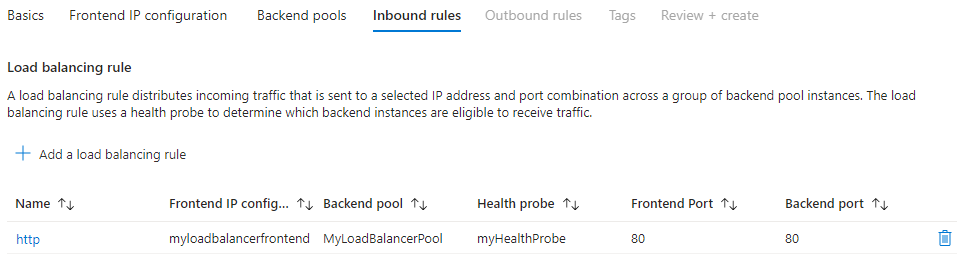 Basics Frontend IP configuration Backend pools Inbound rules Outbound rules Tags Review + create
Load balancing rule
A load balancing rule distributes incoming traffic that is sent to a selected IP address and port combination across a group of backend pool instances. The load
balancing rule uses a health probe to determine which backend instances are eligible to receive traffic.
+ Add a load balancing rule
Name ↑↓ Frontend IP config... ↑↓ Backend pool ↑↓ Health probe ↑↓ Frontend Port ↑↓ Backend port ↑↓
http myloadbalancerfrontend MyLoadBalancerPool myHealthProbe 80 80